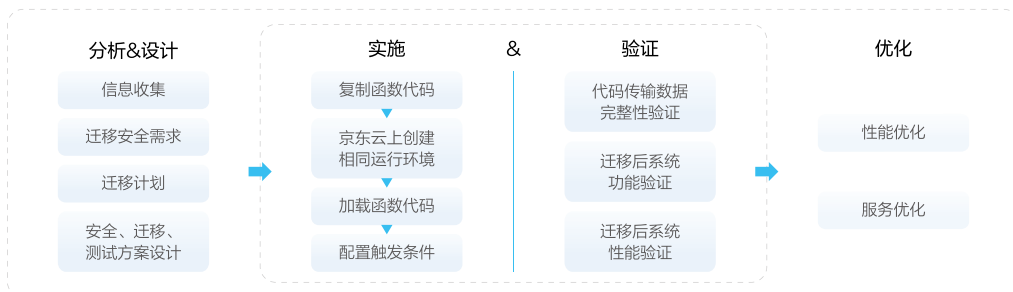 分析&设计
信息收集
迁移安全需求
迁移计划
安全、迁移、
测试方案设计
实施
&
验证
复制函数代码
京东云上创建
相同运行环境
加载函数代码
配置触发条件
代码传输数据
完整性验证
迁移后系统
功能验证
迁移后系统
性能验证
优化
性能优化
服务优化